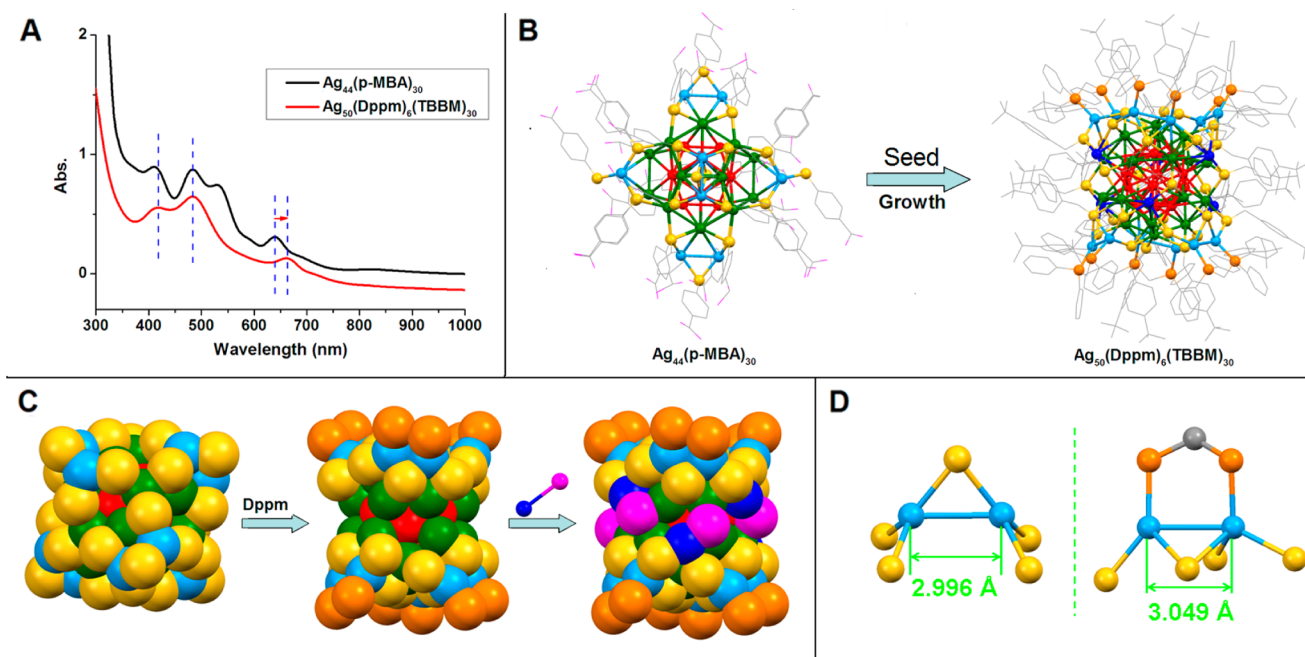 A
2
1
0
Abs.
300 400 500 600 700 800 900 1000
Wavelength (nm)
Ag44(p-MBA)30
Ag50(Dppm)6(TBBM)30
B
Seed
Growth
Ag44(p-MBA)30
Ag50(Dppm)6(TBBM)30
C
Dppm
D
2.996 Å
3.049 Å